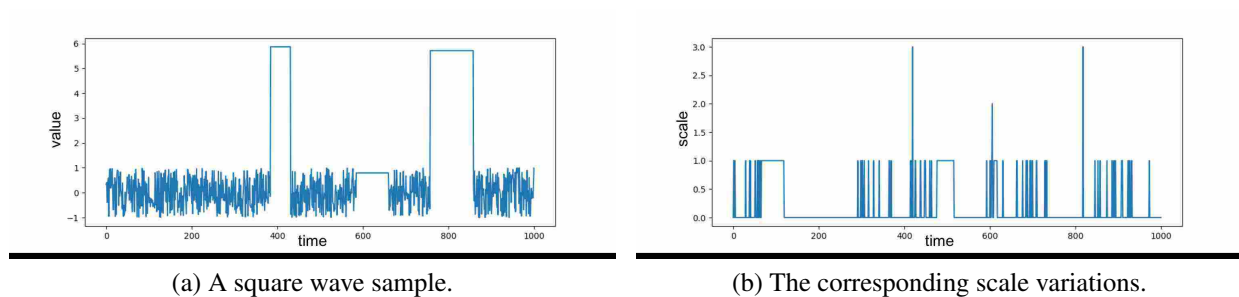 6
5
4
3
2
1
0
−1
value
0 200 400 600 800 1000
time
(a) A square wave sample.
3.0
2.5
2.0
1.5
1.0
0.5
0.0
scale
0 200 400 600 800 1000
time
(b) The corresponding scale variations.